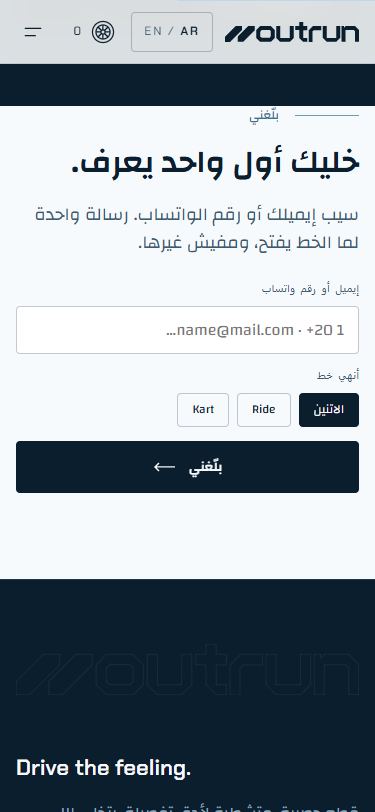 outrun
EN / AR
0
بلّغني
خليك أول واحد يعرف.
سيب إيميلك أو رقم الواتساب. رسالة واحدة
لما الخط يفتح، ومفيش غيرها.
إيميل أو رقم واتساب
name@mail.com · +20 1...
أنهي خط
الاتنين
Ride
Kart
بلّغني
outrun
Drive the feeling.